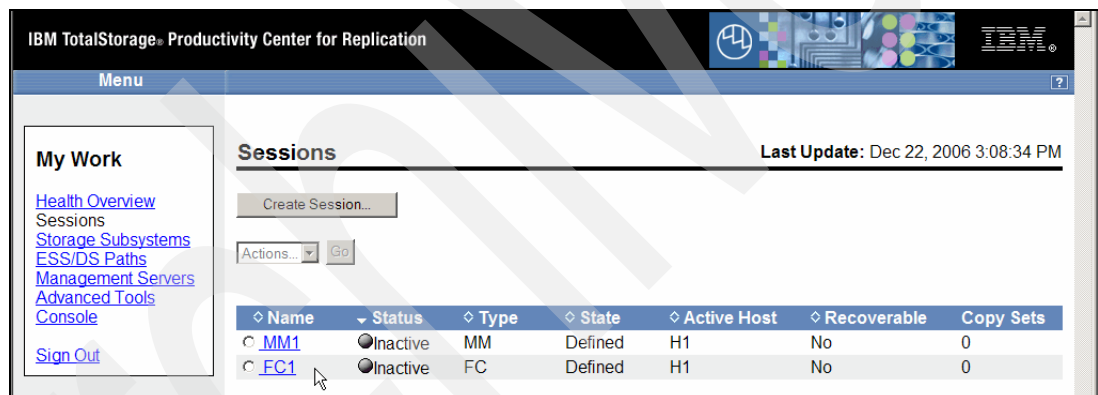 IBM TotalStorage® Productivity Center for Replication
IBM®
Menu
?
My Work
Health Overview
Sessions
Storage Subsystems
ESS/DS Paths
Management Servers
Advanced Tools
Console
Sign Out
Sessions Last Update: Dec 22, 2006 3:08:34 PM
Create Session...
Actions... Go
Name Status Type State Active Host Recoverable Copy Sets
MM1 Inactive MM Defined H1 No 0
FC1 Inactive FC Defined H1 No 0